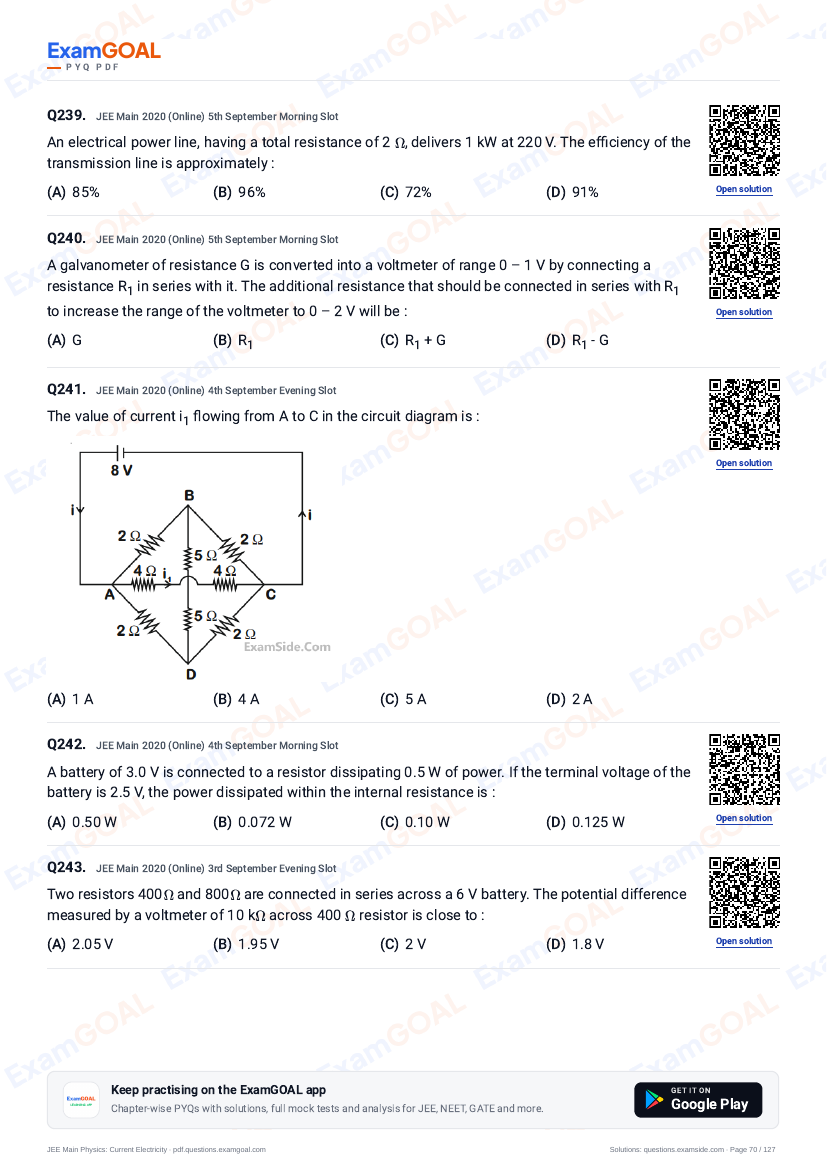 ExamGOAL
PYQ PDF
Q239. JEE Main 2020 (Online) 5th September Morning Slot
An electrical power line, having a total resistance of 2 Ω, delivers 1 kW at 220 V. The efficiency of the
transmission line is approximately :
Open solution
(A) 85% (B) 96% (C) 72% (D) 91%
Q240. JEE Main 2020 (Online) 5th September Morning Slot
A galvanometer of resistance G is converted into a voltmeter of range 0 – 1 V by connecting a
resistance R1 in series with it. The additional resistance that should be connected in series with R1
to increase the range of the voltmeter to 0 – 2 V will be :
Open solution
(A) G (B) R1 (C) R1 + G (D) R1 - G
Q241. JEE Main 2020 (Online) 4th September Evening Slot
The value of current i1 flowing from A to C in the circuit diagram is :
Open solution
8 V
B
i
i
2 Ω
2 Ω
5 Ω
4 Ω i1 4 Ω
A
C
5 Ω
2 Ω
2 Ω
ExamSide.Com
D
(A) 1 A (B) 4 A (C) 5 A (D) 2 A
Q242. JEE Main 2020 (Online) 4th September Morning Slot
A battery of 3.0 V is connected to a resistor dissipating 0.5 W of power. If the terminal voltage of the
battery is 2.5 V, the power dissipated within the internal resistance is :
Open solution
(A) 0.50 W (B) 0.072 W (C) 0.10 W (D) 0.125 W
Q243. JEE Main 2020 (Online) 3rd September Evening Slot
Two resistors 400Ω and 800Ω are connected in series across a 6 V battery. The potential difference
measured by a voltmeter of 10 kΩ across 400 Ω resistor is close to :
Open solution
(A) 2.05 V (B) 1.95 V (C) 2 V (D) 1.8 V
ExamGOAL
Keep practising on the ExamGOAL app
Chapter-wise PYQs with solutions, full mock tests and analysis for JEE, NEET, GATE and more.
GET IT ON
Google Play
JEE Main Physics: Current Electricity · pdf.questions.examgoal.com
Solutions: questions.examside.com · Page 70 / 127